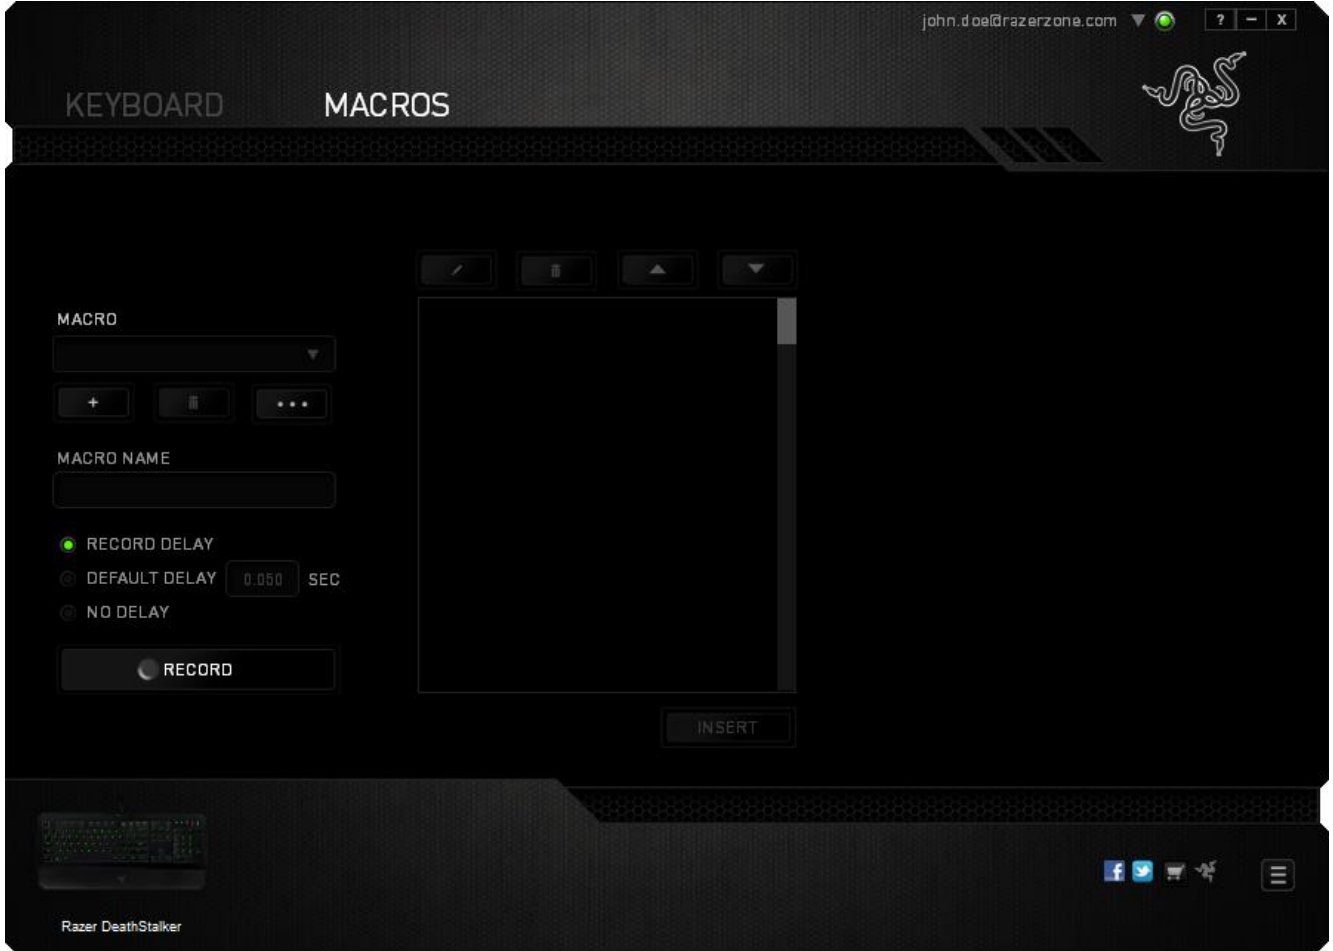 john.doe@razerzone.com
? – X
KEYBOARD MACROS
MACRO
+
MACRO NAME
RECORD DELAY
DEFAULT DELAY 0.050 SEC
NO DELAY
RECORD
INSERT
Razer DeathStalker